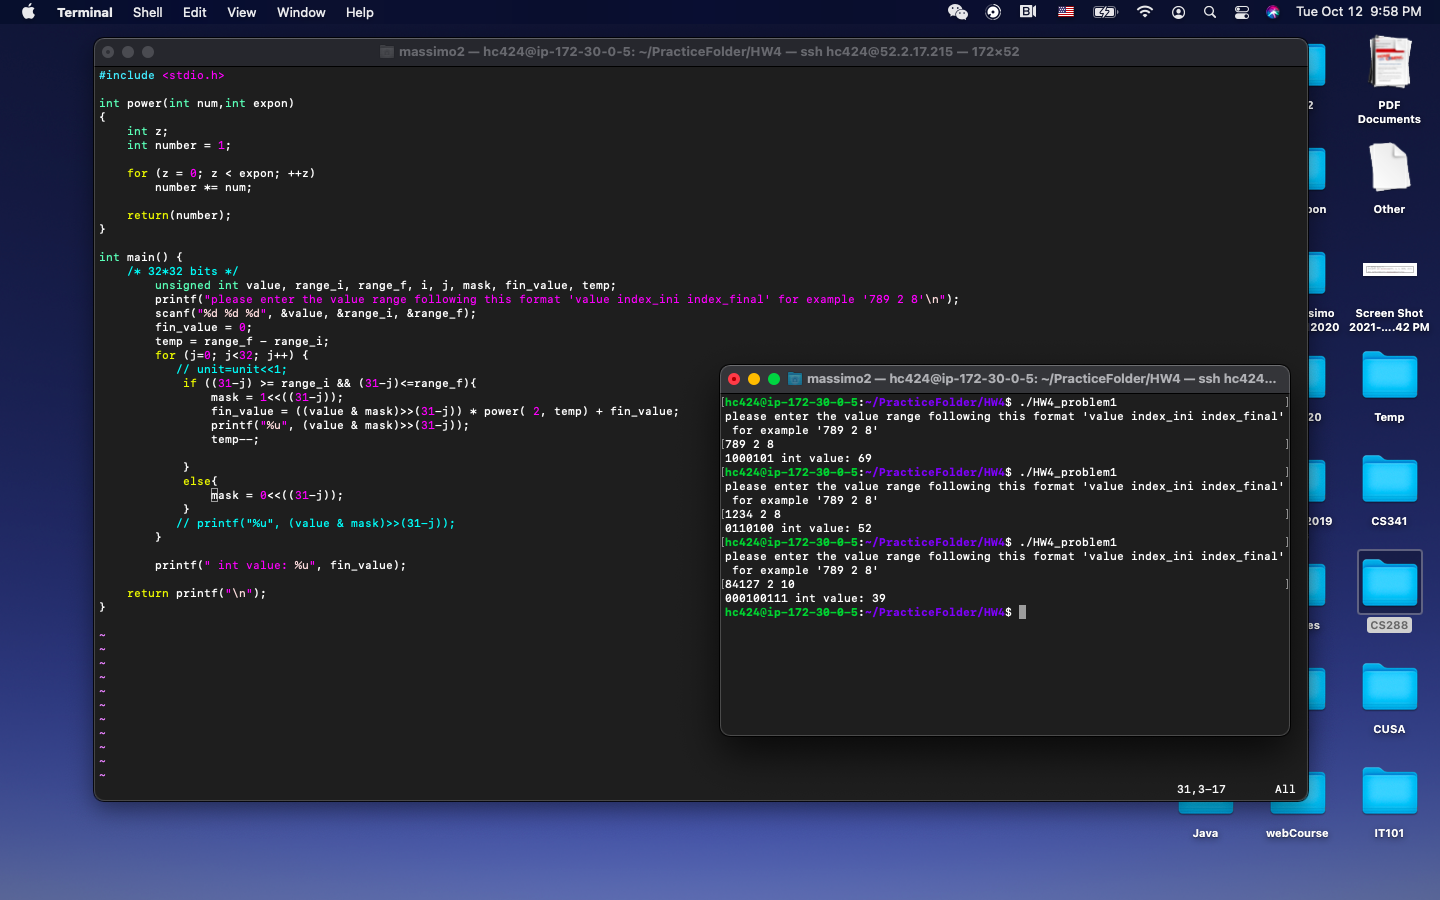 Terminal Shell Edit View Window Help Tue Oct 12 9:58 PM
massimo2 — hc424@ip-172-30-0-5: ~/PracticeFolder/HW4 — ssh hc424@52.2.17.215 — 172×52
#include <stdio.h>
int power(int num,int expon)
{
int z;
int number = 1;
for (z = 0; z < expon; ++z)
number *= num;
return(number);
}
int main() {
/* 32*32 bits */
unsigned int value, range_i, range_f, i, j, mask, fin_value, temp;
printf("please enter the value range following this format 'value index_ini index_final' for example '789 2 8'\n");
scanf("%d %d %d", &value, &range_i, &range_f);
fin_value = 0;
temp = range_f - range_i;
for (j=0; j<32; j++) {
// unit=unit<<1;
if ((31-j) >= range_i && (31-j)<=range_f){
mask = 1<<((31-j));
fin_value = ((value & mask)>>(31-j)) * power( 2, temp) + fin_value;
printf("%u", (value & mask)>>(31-j));
temp--;
}
else{
mask = 0<<((31-j));
}
// printf("%u", (value & mask)>>(31-j));
}
printf(" int value: %u", fin_value);
return printf("\n");
}
~
~
~
~
~
~
~
~
~
~
~
31,3-17 All
massimo2 — hc424@ip-172-30-0-5: ~/PracticeFolder/HW4 — ssh hc424...
[hc424@ip-172-30-0-5:~/PracticeFolder/HW4$ ./HW4_problem1 ]
please enter the value range following this format 'value index_ini index_final'
for example '789 2 8'
[789 2 8 ]
1000101 int value: 69
[hc424@ip-172-30-0-5:~/PracticeFolder/HW4$ ./HW4_problem1 ]
please enter the value range following this format 'value index_ini index_final'
for example '789 2 8'
[1234 2 8 ]
0110100 int value: 52
[hc424@ip-172-30-0-5:~/PracticeFolder/HW4$ ./HW4_problem1 ]
please enter the value range following this format 'value index_ini index_final'
for example '789 2 8'
[84127 2 10 ]
000100111 int value: 39
hc424@ip-172-30-0-5:~/PracticeFolder/HW4$
2
PDF
Documents
oon
Other
simo
2020
Screen Shot
2021-....42 PM
20
Temp
2019
CS341
es
CS288
CUSA
Java
webCourse
IT101